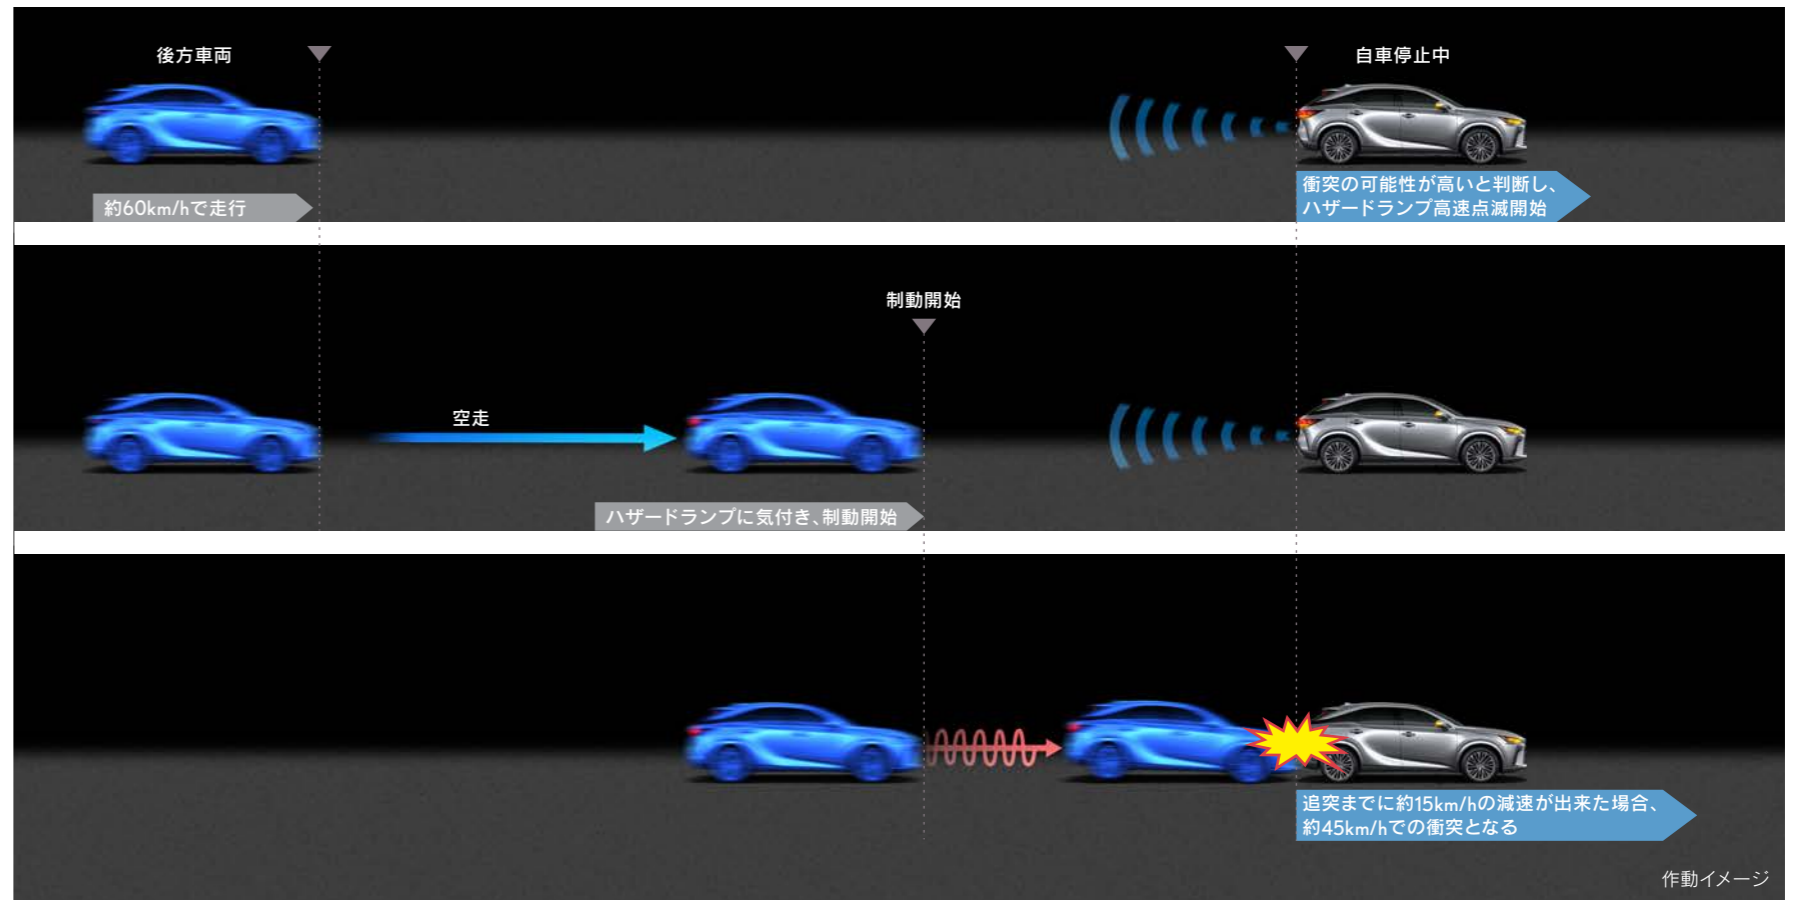 後方車両
自車停止中
約60km/hで走行
衝突の可能性が高いと判断し、
ハザードランプ高速点滅開始
制動開始
空走
ハザードランプに気付き、制動開始
追突までに約15km/hの減速が出来た場合、
約45km/hでの衝突となる
作動イメージ